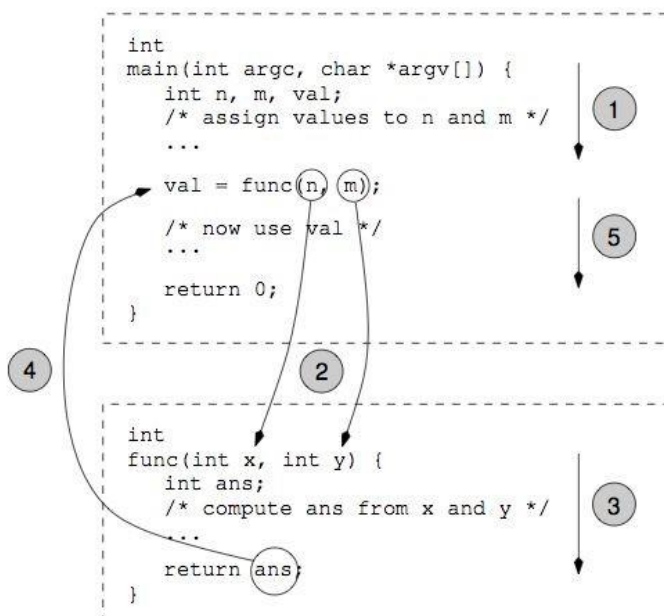 int
main(int argc, char *argv[]) {
int n, m, val;
/* assign values to n and m */
...
val = func(n, m);
/* now use val */
...
return 0;
}
1
5
4
2
int
func(int x, int y) {
int ans;
/* compute ans from x and y */
...
return ans;
}
3